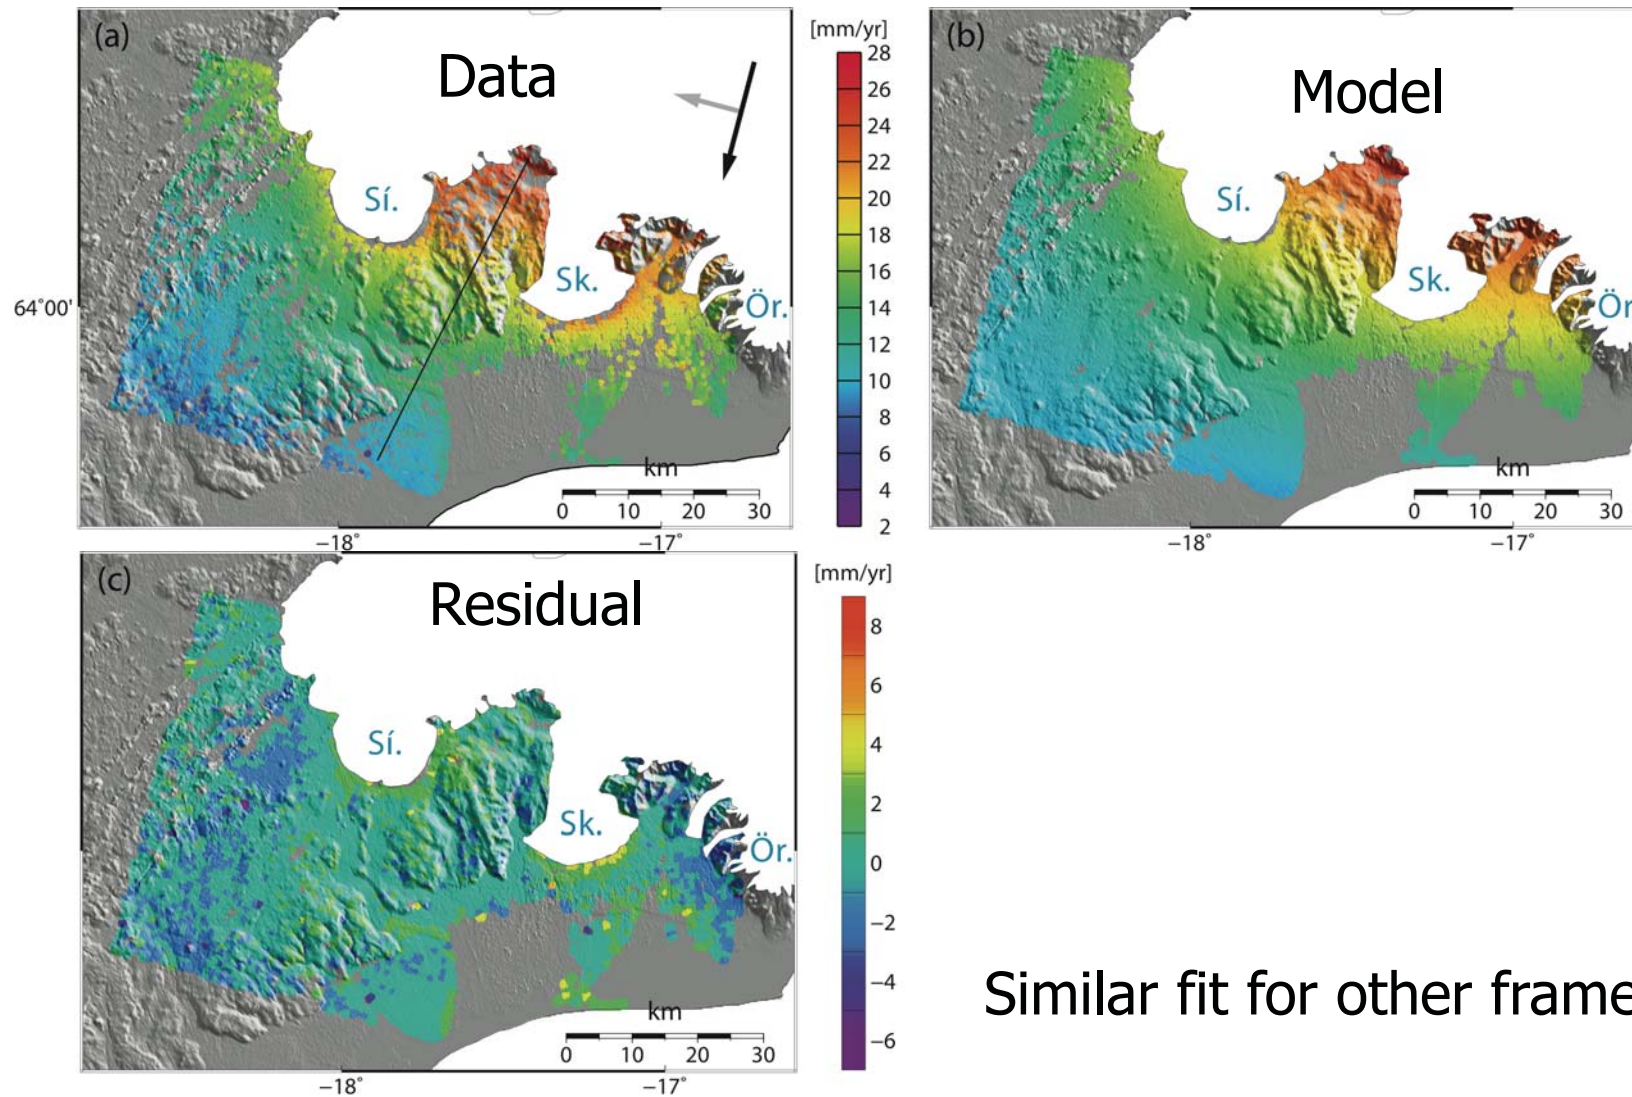 (a)
Data
[mm/yr]
28
26
24
22
20
18
16
14
12
10
8
6
4
2
Sí.
Sk.
Ör.
64°00'
km
0 10 20 30
−18° −17°
(b)
Model
Sí.
Sk.
Ör
km
0 10 20 30
−18° −17°
(c)
Residual
[mm/yr]
8
6
4
2
0
−2
−4
−6
Sí.
Sk.
Ör.
km
0 10 20 30
−18° −17°
Similar fit for other frame